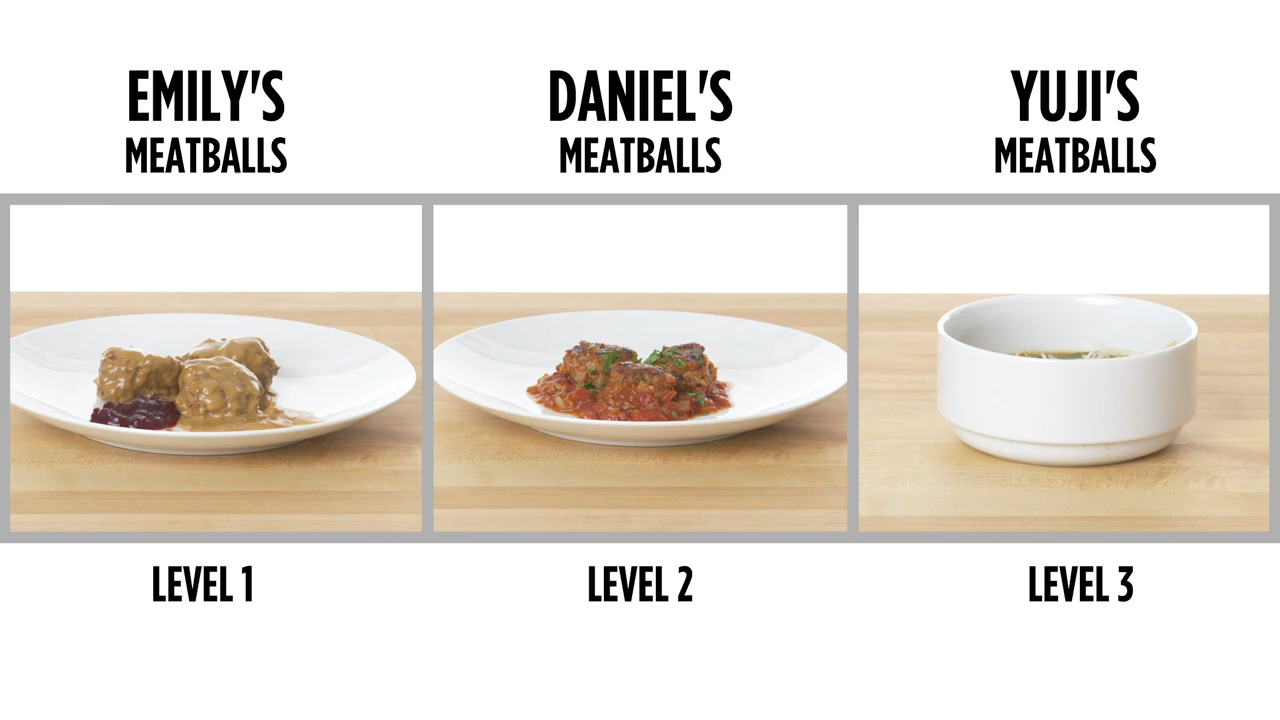 EMILY'S
MEATBALLS
DANIEL'S
MEATBALLS
YUJI'S
MEATBALLS
LEVEL 1
LEVEL 2
LEVEL 3